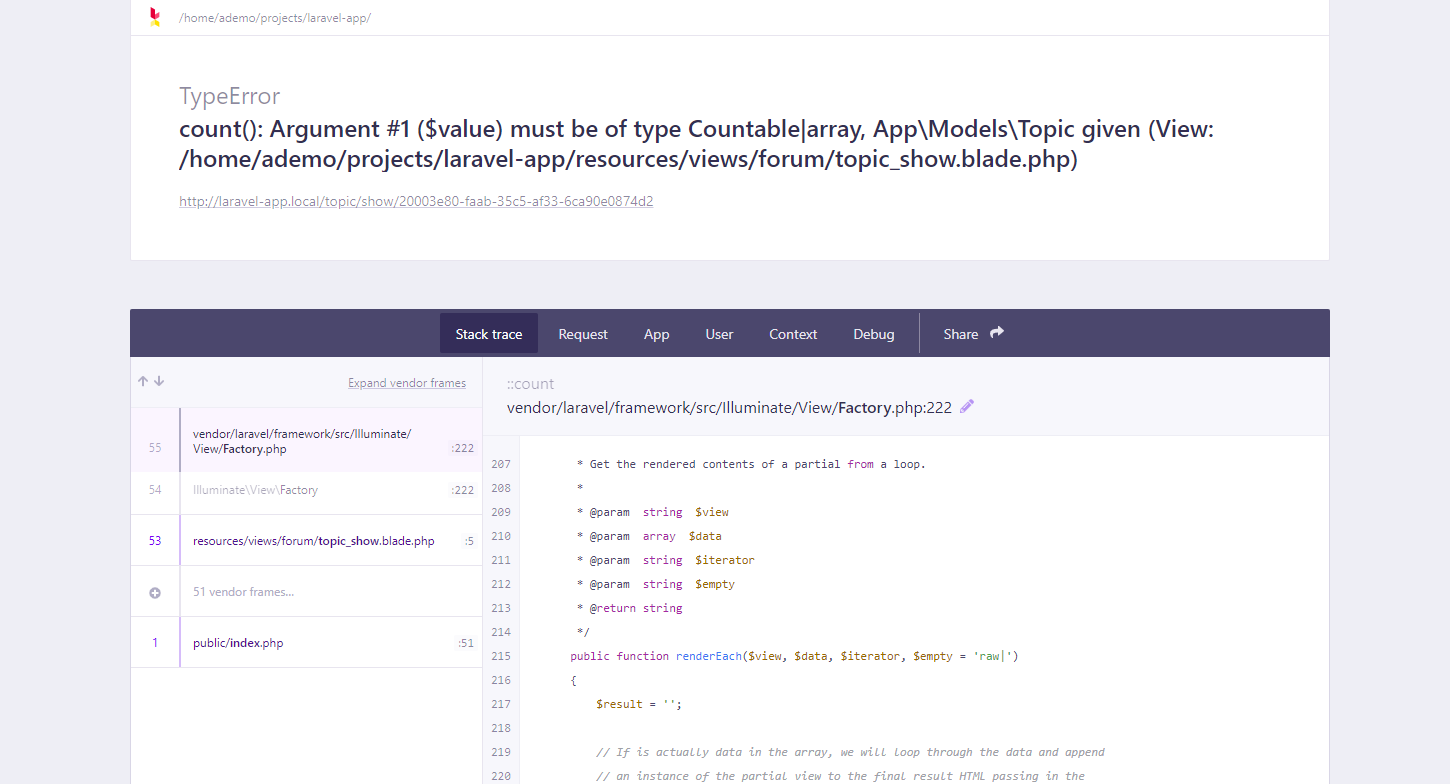 /home/ademo/projects/laravel-app/
TypeError
count(): Argument #1 ($value) must be of type Countable|array, App\Models\Topic given (View:
/home/ademo/projects/laravel-app/resources/views/forum/topic_show.blade.php)
http://laravel-app.local/topic/show/20003e80-faab-35c5-af33-6ca90e0874d2
Stack trace Request App User Context Debug Share
Expand vendor frames
55 vendor/laravel/framework/src/Illuminate/
View/Factory.php :222
54 Illuminate\View\Factory :222
53 resources/views/forum/topic_show.blade.php :5
51 vendor frames...
1 public/index.php :51
::count
vendor/laravel/framework/src/Illuminate/View/Factory.php:222
207 * Get the rendered contents of a partial from a loop.
208 *
209 * @param  string  $view
210 * @param  array  $data
211 * @param  string  $iterator
212 * @param  string  $empty
213 * @return string
214 */
215 public function renderEach($view, $data, $iterator, $empty = 'raw|')
216 {
217 $result = '';
218
219 // If is actually data in the array, we will loop through the data and append
220 // an instance of the partial view to the final result HTML passing in the